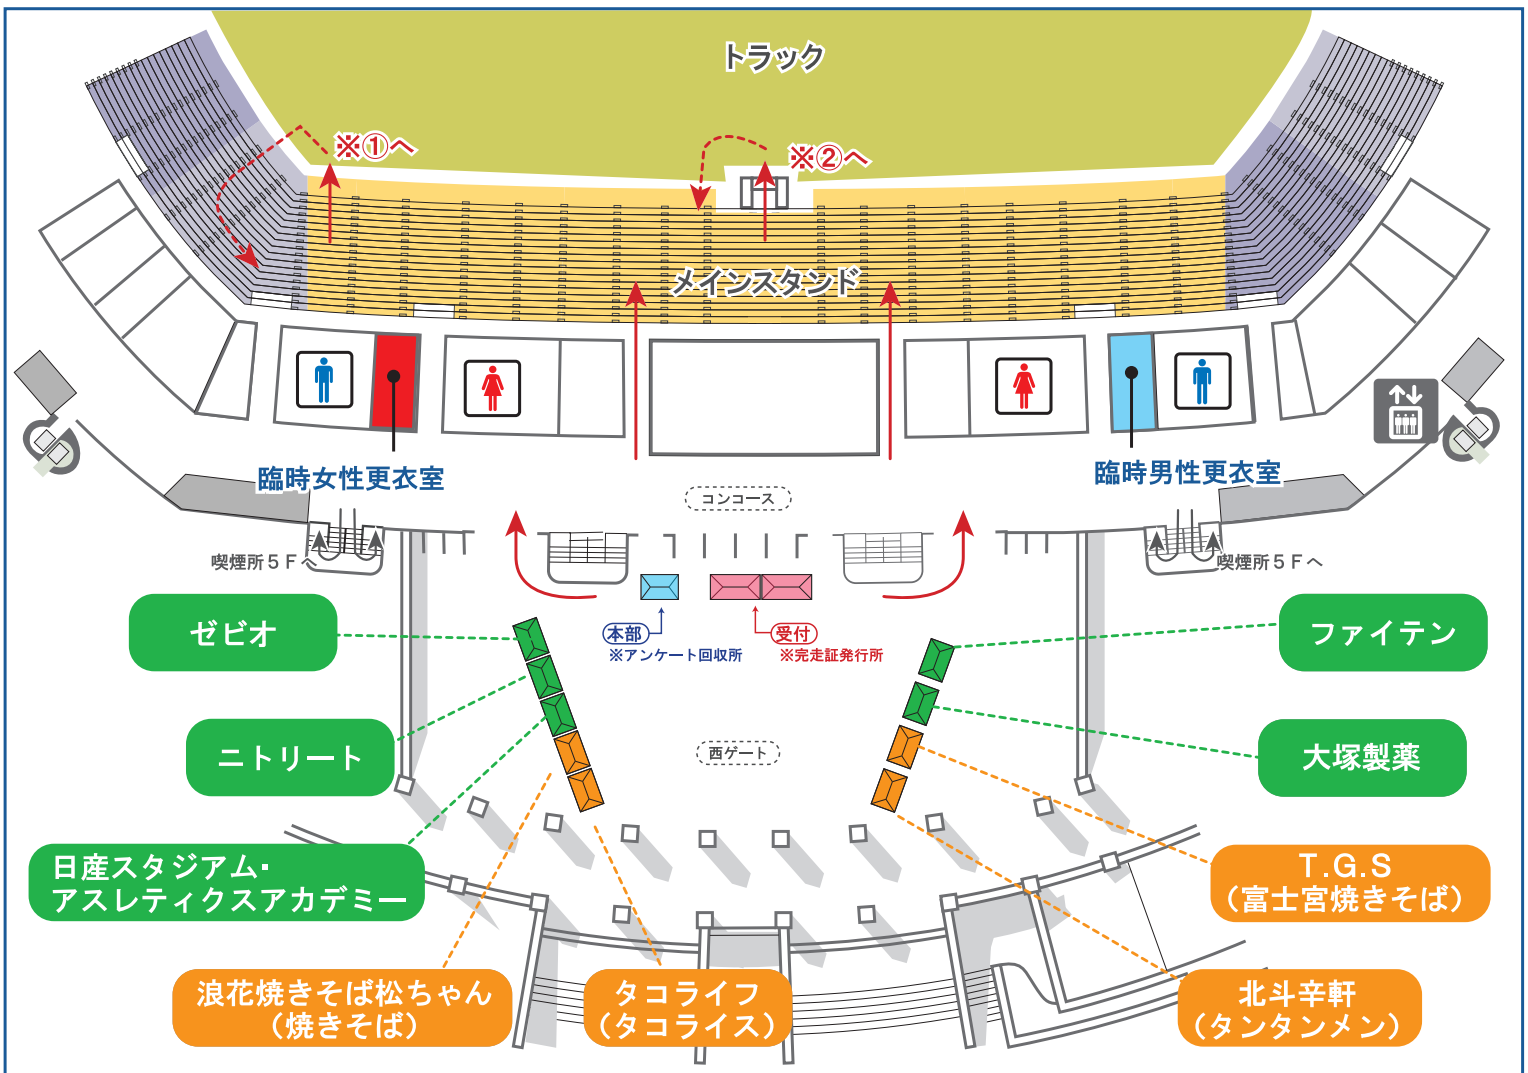 トラック
※①へ
※②へ
メインスタンド
臨時女性更衣室
臨時男性更衣室
コンコース
喫煙所５Ｆへ
喫煙所５Ｆへ
本部
※アンケート回収所
受付
※完走証発行所
ゼビオ
ファイテン
ニトリート
西ゲート
大塚製薬
日産スタジアム・
アスレティクスアカデミー
T.G.S
（富士宮焼きそば）
浪花焼きそば松ちゃん
（焼きそば）
タコライフ
（タコライス）
北斗辛軒
（タンタンメン）